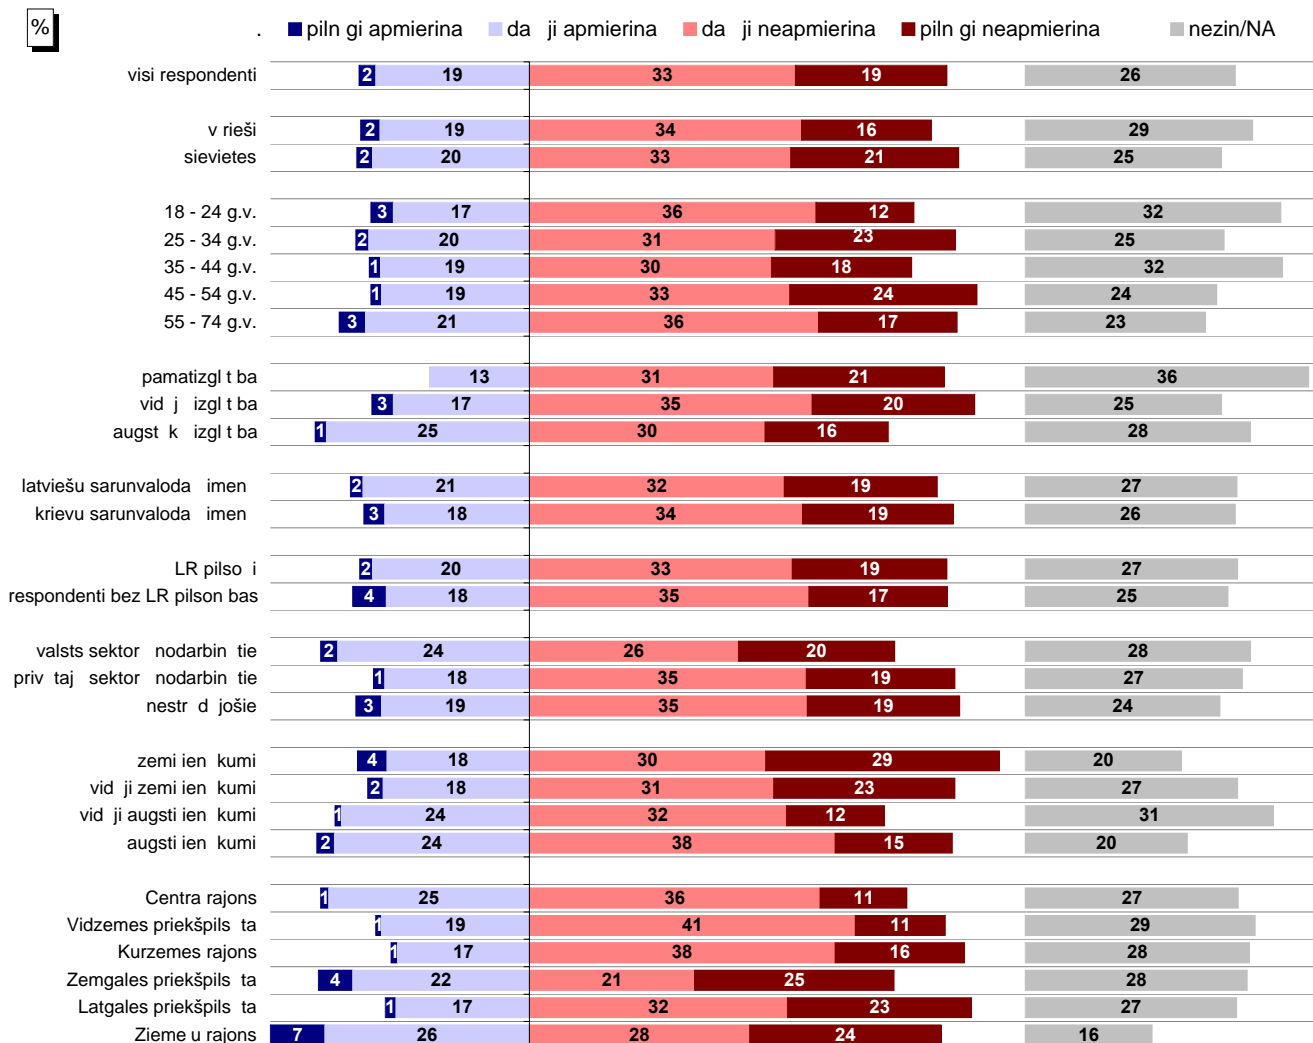 %
. piln gi apmierina da ji apmierina da ji neapmierina piln gi neapmierina nezin/NA
visi respondenti 2 19 33 19 26
v rieši 2 19 34 16 29
sievietes 2 20 33 21 25
18 - 24 g.v. 3 17 36 12 32
25 - 34 g.v. 2 20 31 23 25
35 - 44 g.v. 1 19 30 18 32
45 - 54 g.v. 1 19 33 24 24
55 - 74 g.v. 3 21 36 17 23
pamatizgl t ba 13 31 21 36
vid j izgl t ba 3 17 35 20 25
augst k izgl t ba 1 25 30 16 28
latviešu sarunvaloda imen 2 21 32 19 27
krievu sarunvaloda imen 3 18 34 19 26
LR pilso i 2 20 33 19 27
respondenti bez LR pilson bas 4 18 35 17 25
valsts sektor nodarbin tie 2 24 26 20 28
priv taj sektor nodarbin tie 1 18 35 19 27
nestr d jošie 3 19 35 19 24
zemi ien kumi 4 18 30 29 20
vid ji zemi ien kumi 2 18 31 23 27
vid ji augsti ien kumi 1 24 32 12 31
augsti ien kumi 2 24 38 15 20
Centra rajons 1 25 36 11 27
Vidzemes priekšpils ta 1 19 41 11 29
Kurzemes rajons 1 17 38 16 28
Zemgales priekšpils ta 4 22 21 25 28
Latgales priekšpils ta 1 17 32 23 27
Zieme u rajons 7 26 28 24 16